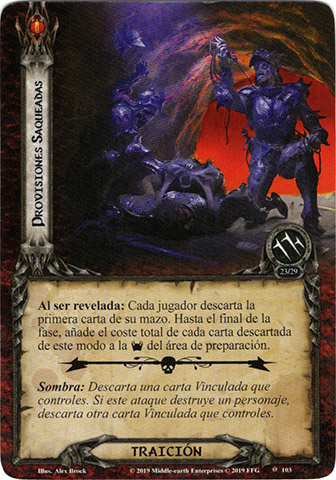 PROVISIONES SAQUEADAS
23/29
Al ser revelada: Cada jugador descarta la
primera carta de su mazo. Hasta el final de la
fase, añade el coste total de cada carta descartada
de este modo a la del área de preparación.
Sombra: Descarta una carta Vinculada que
controles. Si este ataque destruye un personaje,
descarta otra carta Vinculada que controles.
TRAICIÓN
Illus. Alex Brock
© 2019 Middle-earth Enterprises © 2019 FFG
103